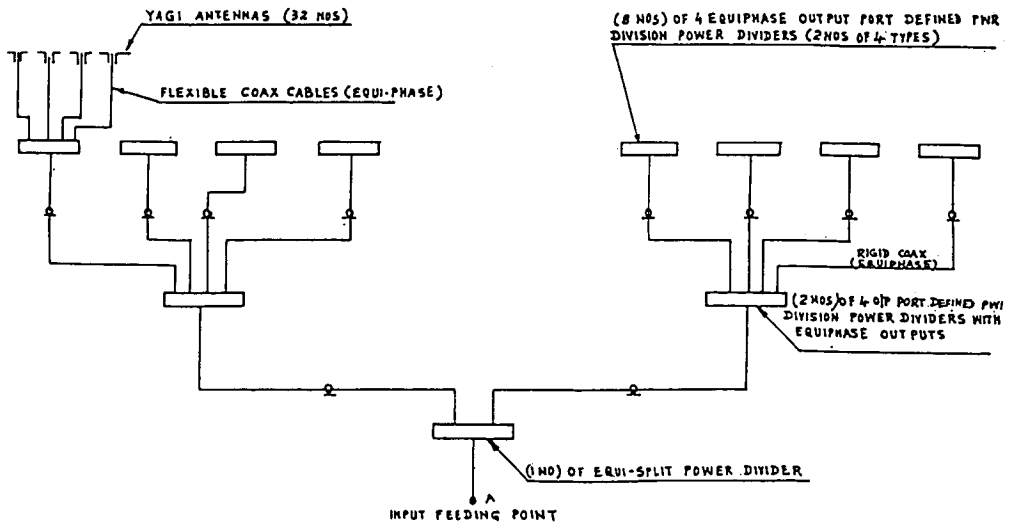 YAGI ANTENNAS (32 NOS)
(8 NOS) OF 4 EQUIPHASE OUTPUT PORT DEFINED PWR
DIVISION POWER DIVIDERS (2NOS OF 4 TYPES)
FLEXIBLE COAX CABLES (EQUI-PHASE)
RIGID COAX
(EQUIPHASE)
(2 NOS) OF 4 O/P PORT DEFINED PW
DIVISION POWER DIVIDERS WITH
EQUIPHASE OUTPUTS
(1 NO) OF EQUI-SPLIT POWER DIVIDER
A
INPUT FEEDING POINT